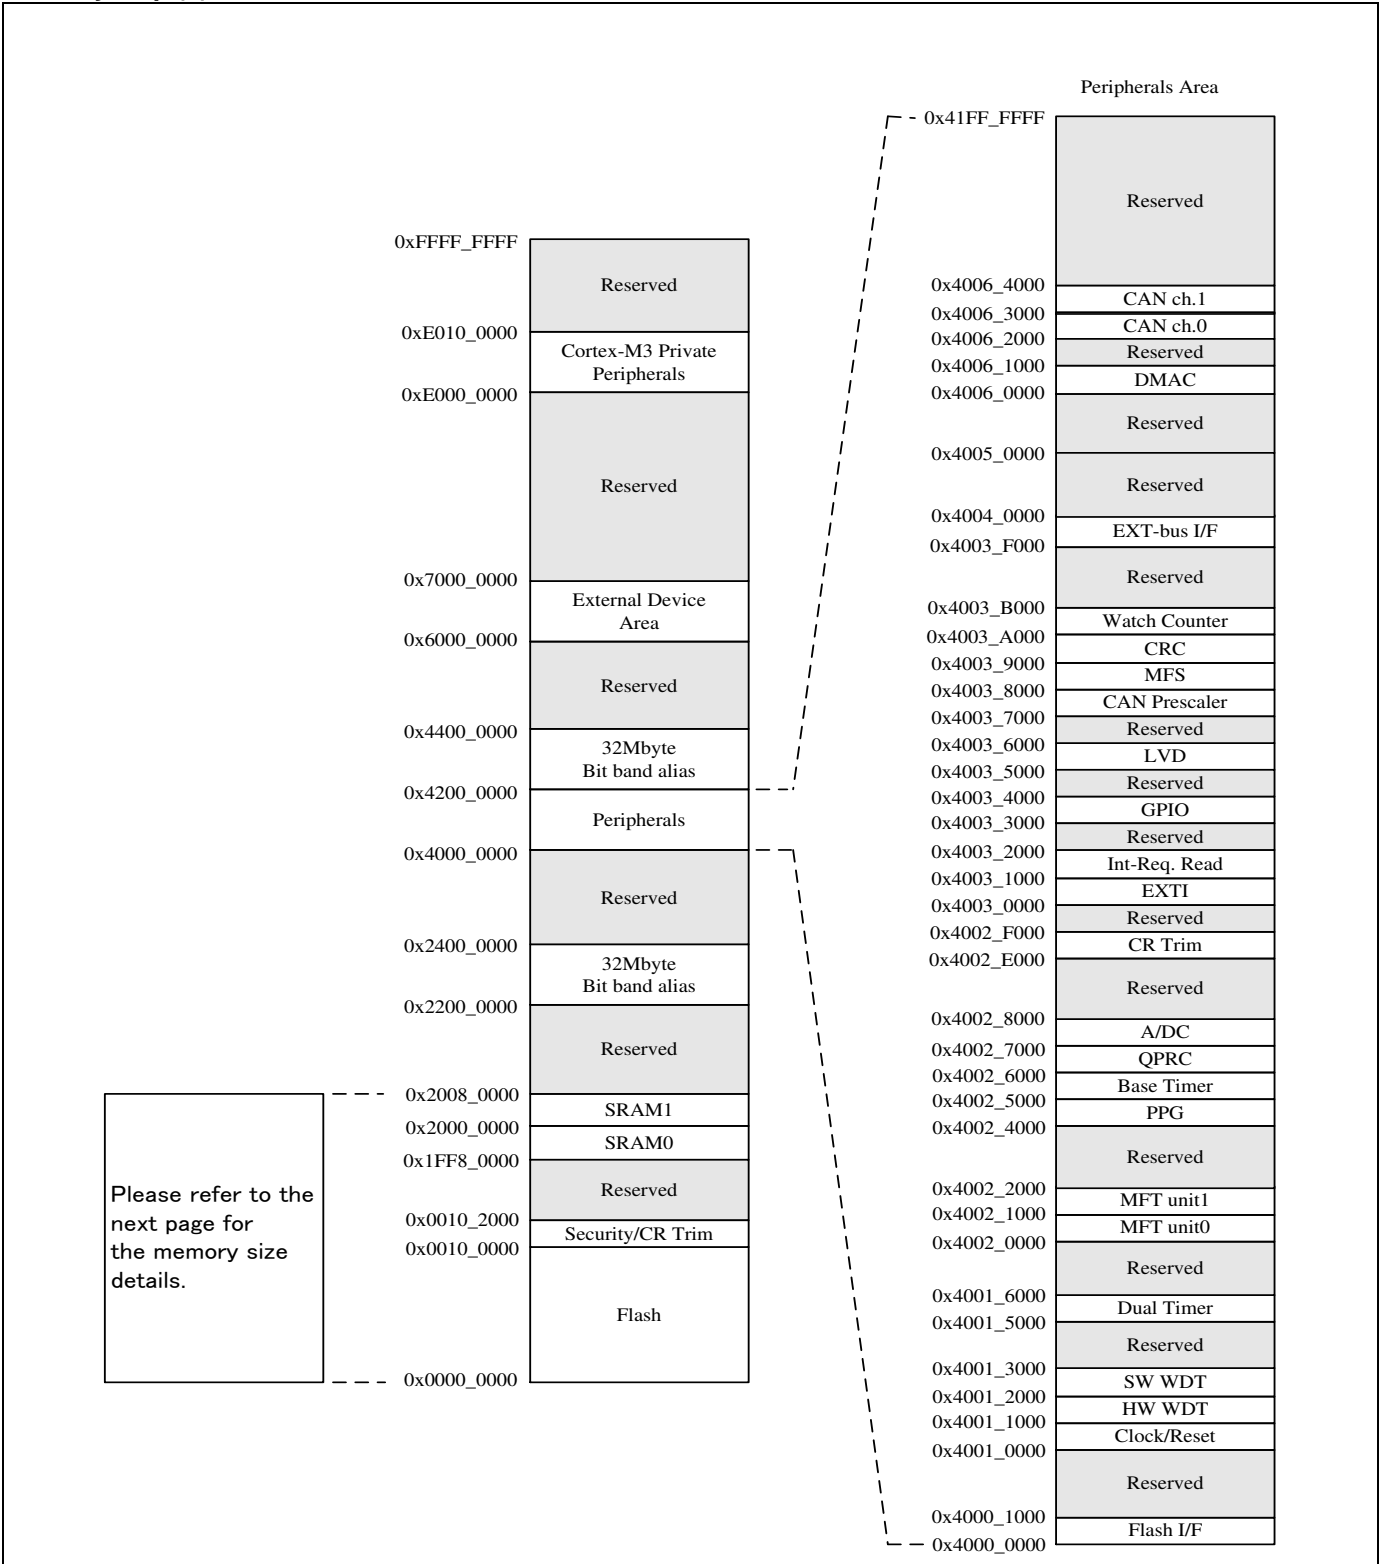 Peripherals Area
0x41FF_FFFF
Reserved
0x4006_4000
CAN ch.1
0x4006_3000
CAN ch.0
0x4006_2000
Reserved
0x4006_1000
DMAC
0x4006_0000
Reserved
0x4005_0000
Reserved
0x4004_0000
EXT-bus I/F
0x4003_F000
Reserved
0x4003_B000
Watch Counter
0x4003_A000
CRC
0x4003_9000
MFS
0x4003_8000
CAN Prescaler
0x4003_7000
Reserved
0x4003_6000
LVD
0x4003_5000
Reserved
0x4003_4000
GPIO
0x4003_3000
Reserved
0x4003_2000
Int-Req. Read
0x4003_1000
EXTI
0x4003_0000
Reserved
0x4002_F000
CR Trim
0x4002_E000
Reserved
0x4002_8000
A/DC
0x4002_7000
QPRC
0x4002_6000
Base Timer
0x4002_5000
PPG
0x4002_4000
Reserved
0x4002_2000
MFT unit1
0x4002_1000
MFT unit0
0x4002_0000
Reserved
0x4001_6000
Dual Timer
0x4001_5000
Reserved
0x4001_3000
SW WDT
0x4001_2000
HW WDT
0x4001_1000
Clock/Reset
0x4001_0000
Reserved
0x4000_1000
Flash I/F
0x4000_0000
0xFFFF_FFFF
Reserved
0xE010_0000
Cortex-M3 Private
Peripherals
0xE000_0000
Reserved
0x7000_0000
External Device
Area
0x6000_0000
Reserved
0x4400_0000
32Mbyte
Bit band alias
0x4200_0000
Peripherals
0x4000_0000
Reserved
0x2400_0000
32Mbyte
Bit band alias
0x2200_0000
Reserved
0x2008_0000
SRAM1
0x2000_0000
SRAM0
0x1FF8_0000
Reserved
0x0010_2000
Security/CR Trim
0x0010_0000
Flash
0x0000_0000
Please refer to the
next page for
the memory size
details.